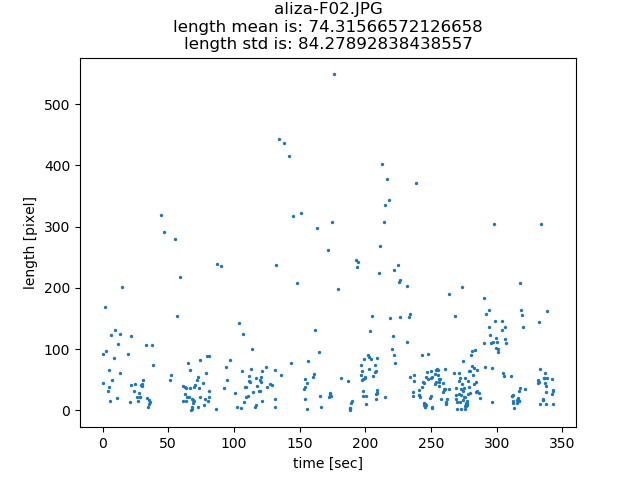 aliza-F02.JPG
length mean is: 74.31566572126658
length std is: 84.27892838438557
500
400
300
200
100
0
length [pixel]
0 50 100 150 200 250 300 350
time [sec]